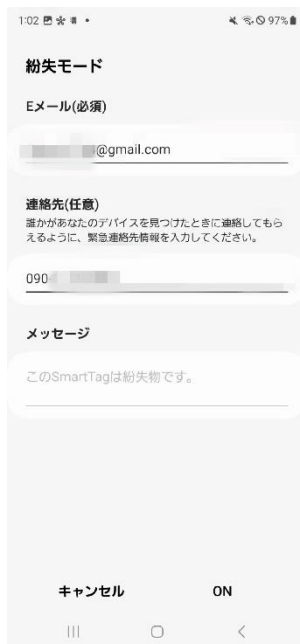 1:02
97%
紛失モード
Eメール(必須)
@gmail.com
連絡先(任意)
誰かがあなたのデバイスを見つけたときに連絡してもら
えるように、緊急連絡先情報を入力してください。
090-
メッセージ
このSmartTagは紛失物です。
キャンセル ON